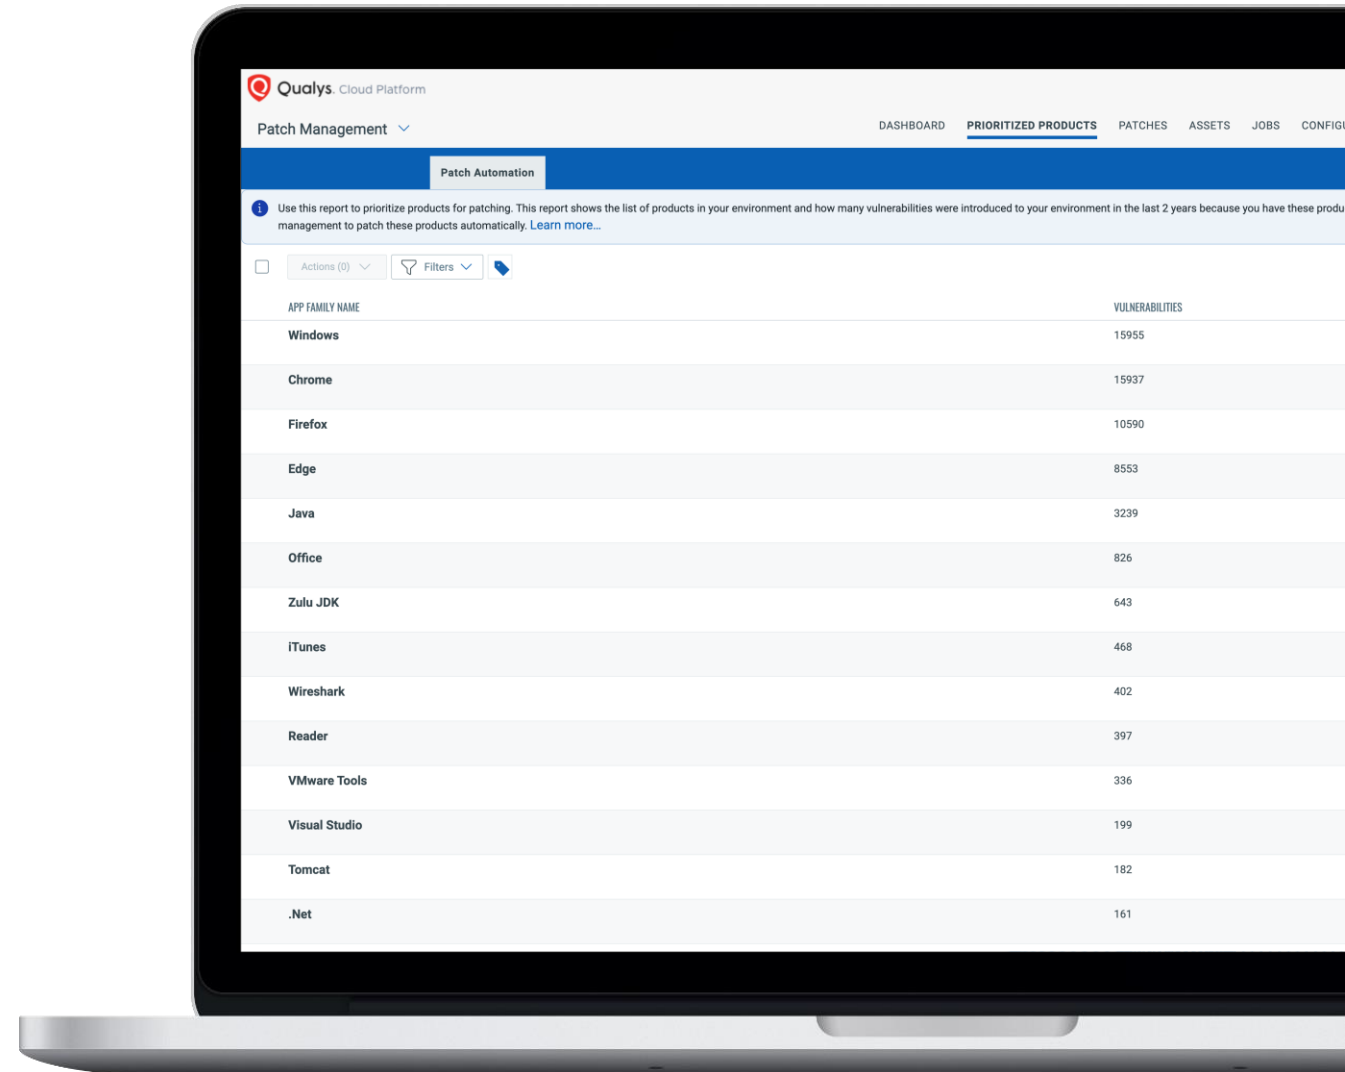 Qualys. Cloud Platform
Patch Management
DASHBOARD PRIORITIZED PRODUCTS PATCHES ASSETS JOBS
Patch Automation
Use this report to prioritize products for patching. This report shows the list of products in your environment and how many vulnerabilities were introduced to your environment in the last 2 years because you have these
management to patch these products automatically. Learn more...
Actions (0) Filters
APP FAMILY NAME VULNERABILITIES
Windows 15955
Chrome 15937
Firefox 10590
Edge 8553
Java 3239
Office 826
Zulu JDK 643
iTunes 468
Wireshark 402
Reader 397
VMware Tools 336
Visual Studio 199
Tomcat 182
.Net 161